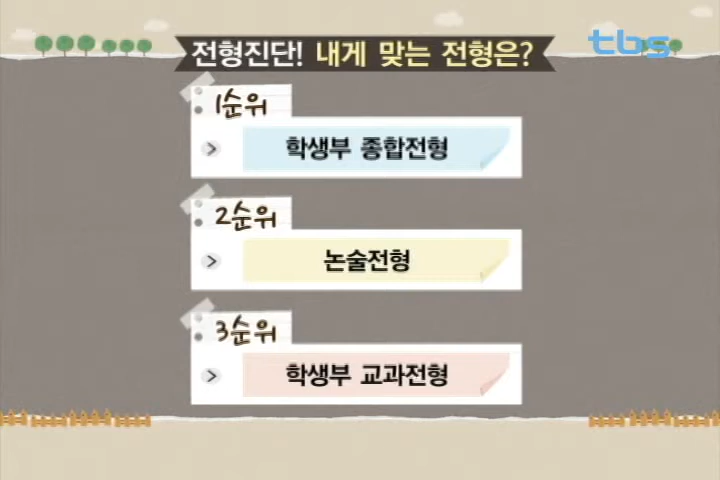 전형진단! 내게 맞는 전형은?
tbs
1순위
> 학생부 종합전형
2순위
> 논술전형
3순위
> 학생부 교과전형